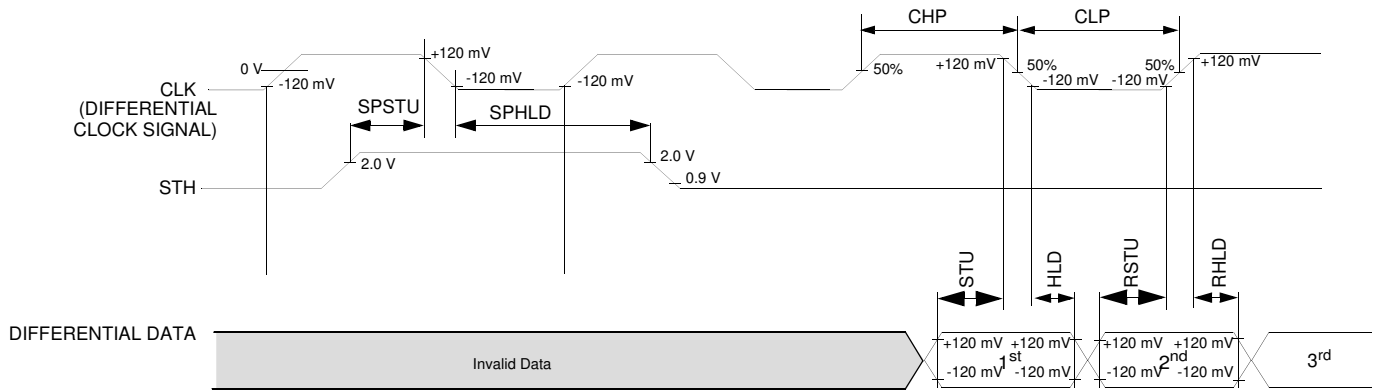 CHP CLP
+120 mV
0 V -120 mV -120 mV -120 mV
50% +120 mV 50% -120 mV -120 mV 50% +120 mV
CLK
(DIFFERENTIAL
CLOCK SIGNAL)
SPSTU SPHLD
2.0 V 2.0 V
STH 0.9 V
STU HLD RSTU RHLD
DIFFERENTIAL DATA
Invalid Data
+120 mV +120 mV +120 mV +120 mV
1st 2nd 3rd
-120 mV -120 mV -120 mV -120 mV